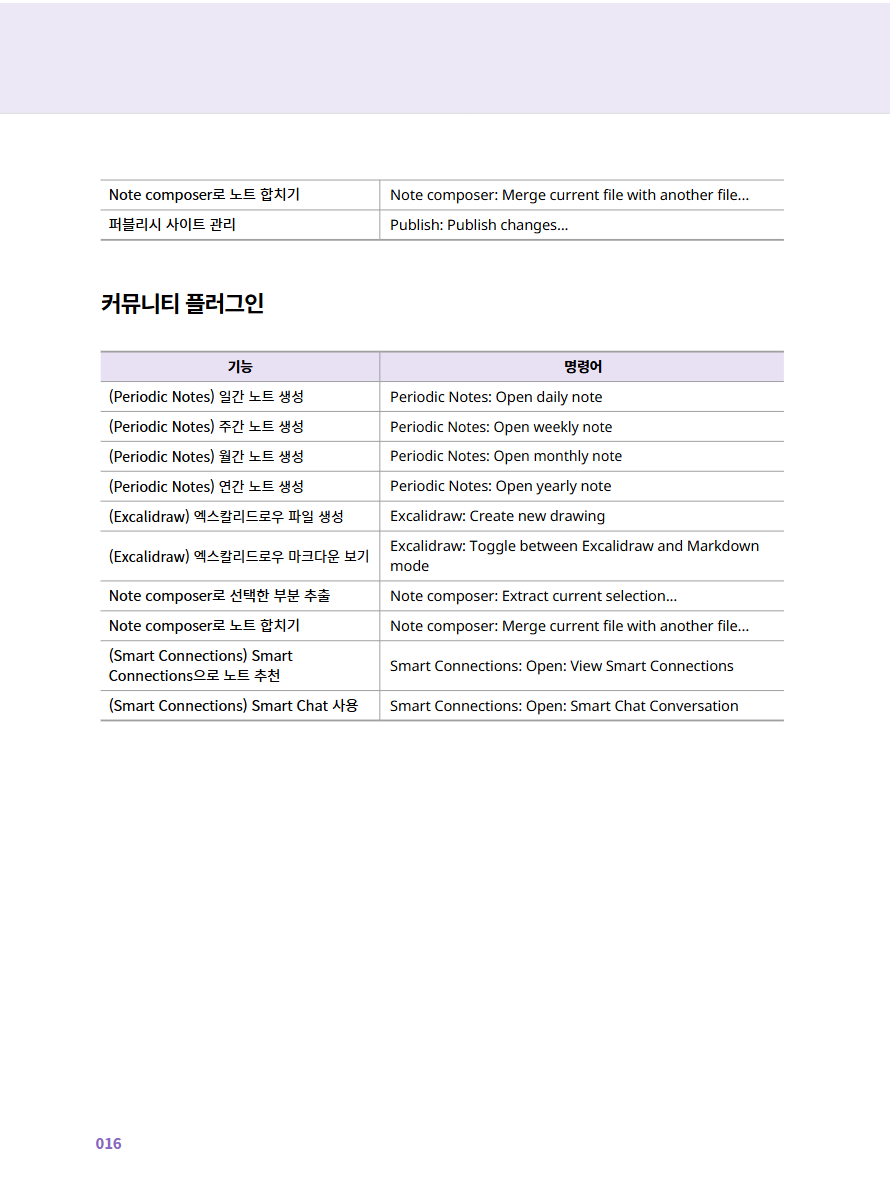 Note composer로 노트 합치기 Note composer: Merge current file with another file...
퍼블리시 사이트 관리 Publish: Publish changes...
커뮤니티 플러그인
기능 명령어
(Periodic Notes) 일간 노트 생성 Periodic Notes: Open daily note
(Periodic Notes) 주간 노트 생성 Periodic Notes: Open weekly note
(Periodic Notes) 월간 노트 생성 Periodic Notes: Open monthly note
(Periodic Notes) 연간 노트 생성 Periodic Notes: Open yearly note
(Excalidraw) 엑스칼리드로우 파일 생성 Excalidraw: Create new drawing
(Excalidraw) 엑스칼리드로우 마크다운 보기 Excalidraw: Toggle between Excalidraw and Markdown
mode
Note composer로 선택한 부분 추출 Note composer: Extract current selection...
Note composer로 노트 합치기 Note composer: Merge current file with another file...
(Smart Connections) Smart
Connections으로 노트 추천 Smart Connections: Open: View Smart Connections
(Smart Connections) Smart Chat 사용 Smart Connections: Open: Smart Chat Conversation
016